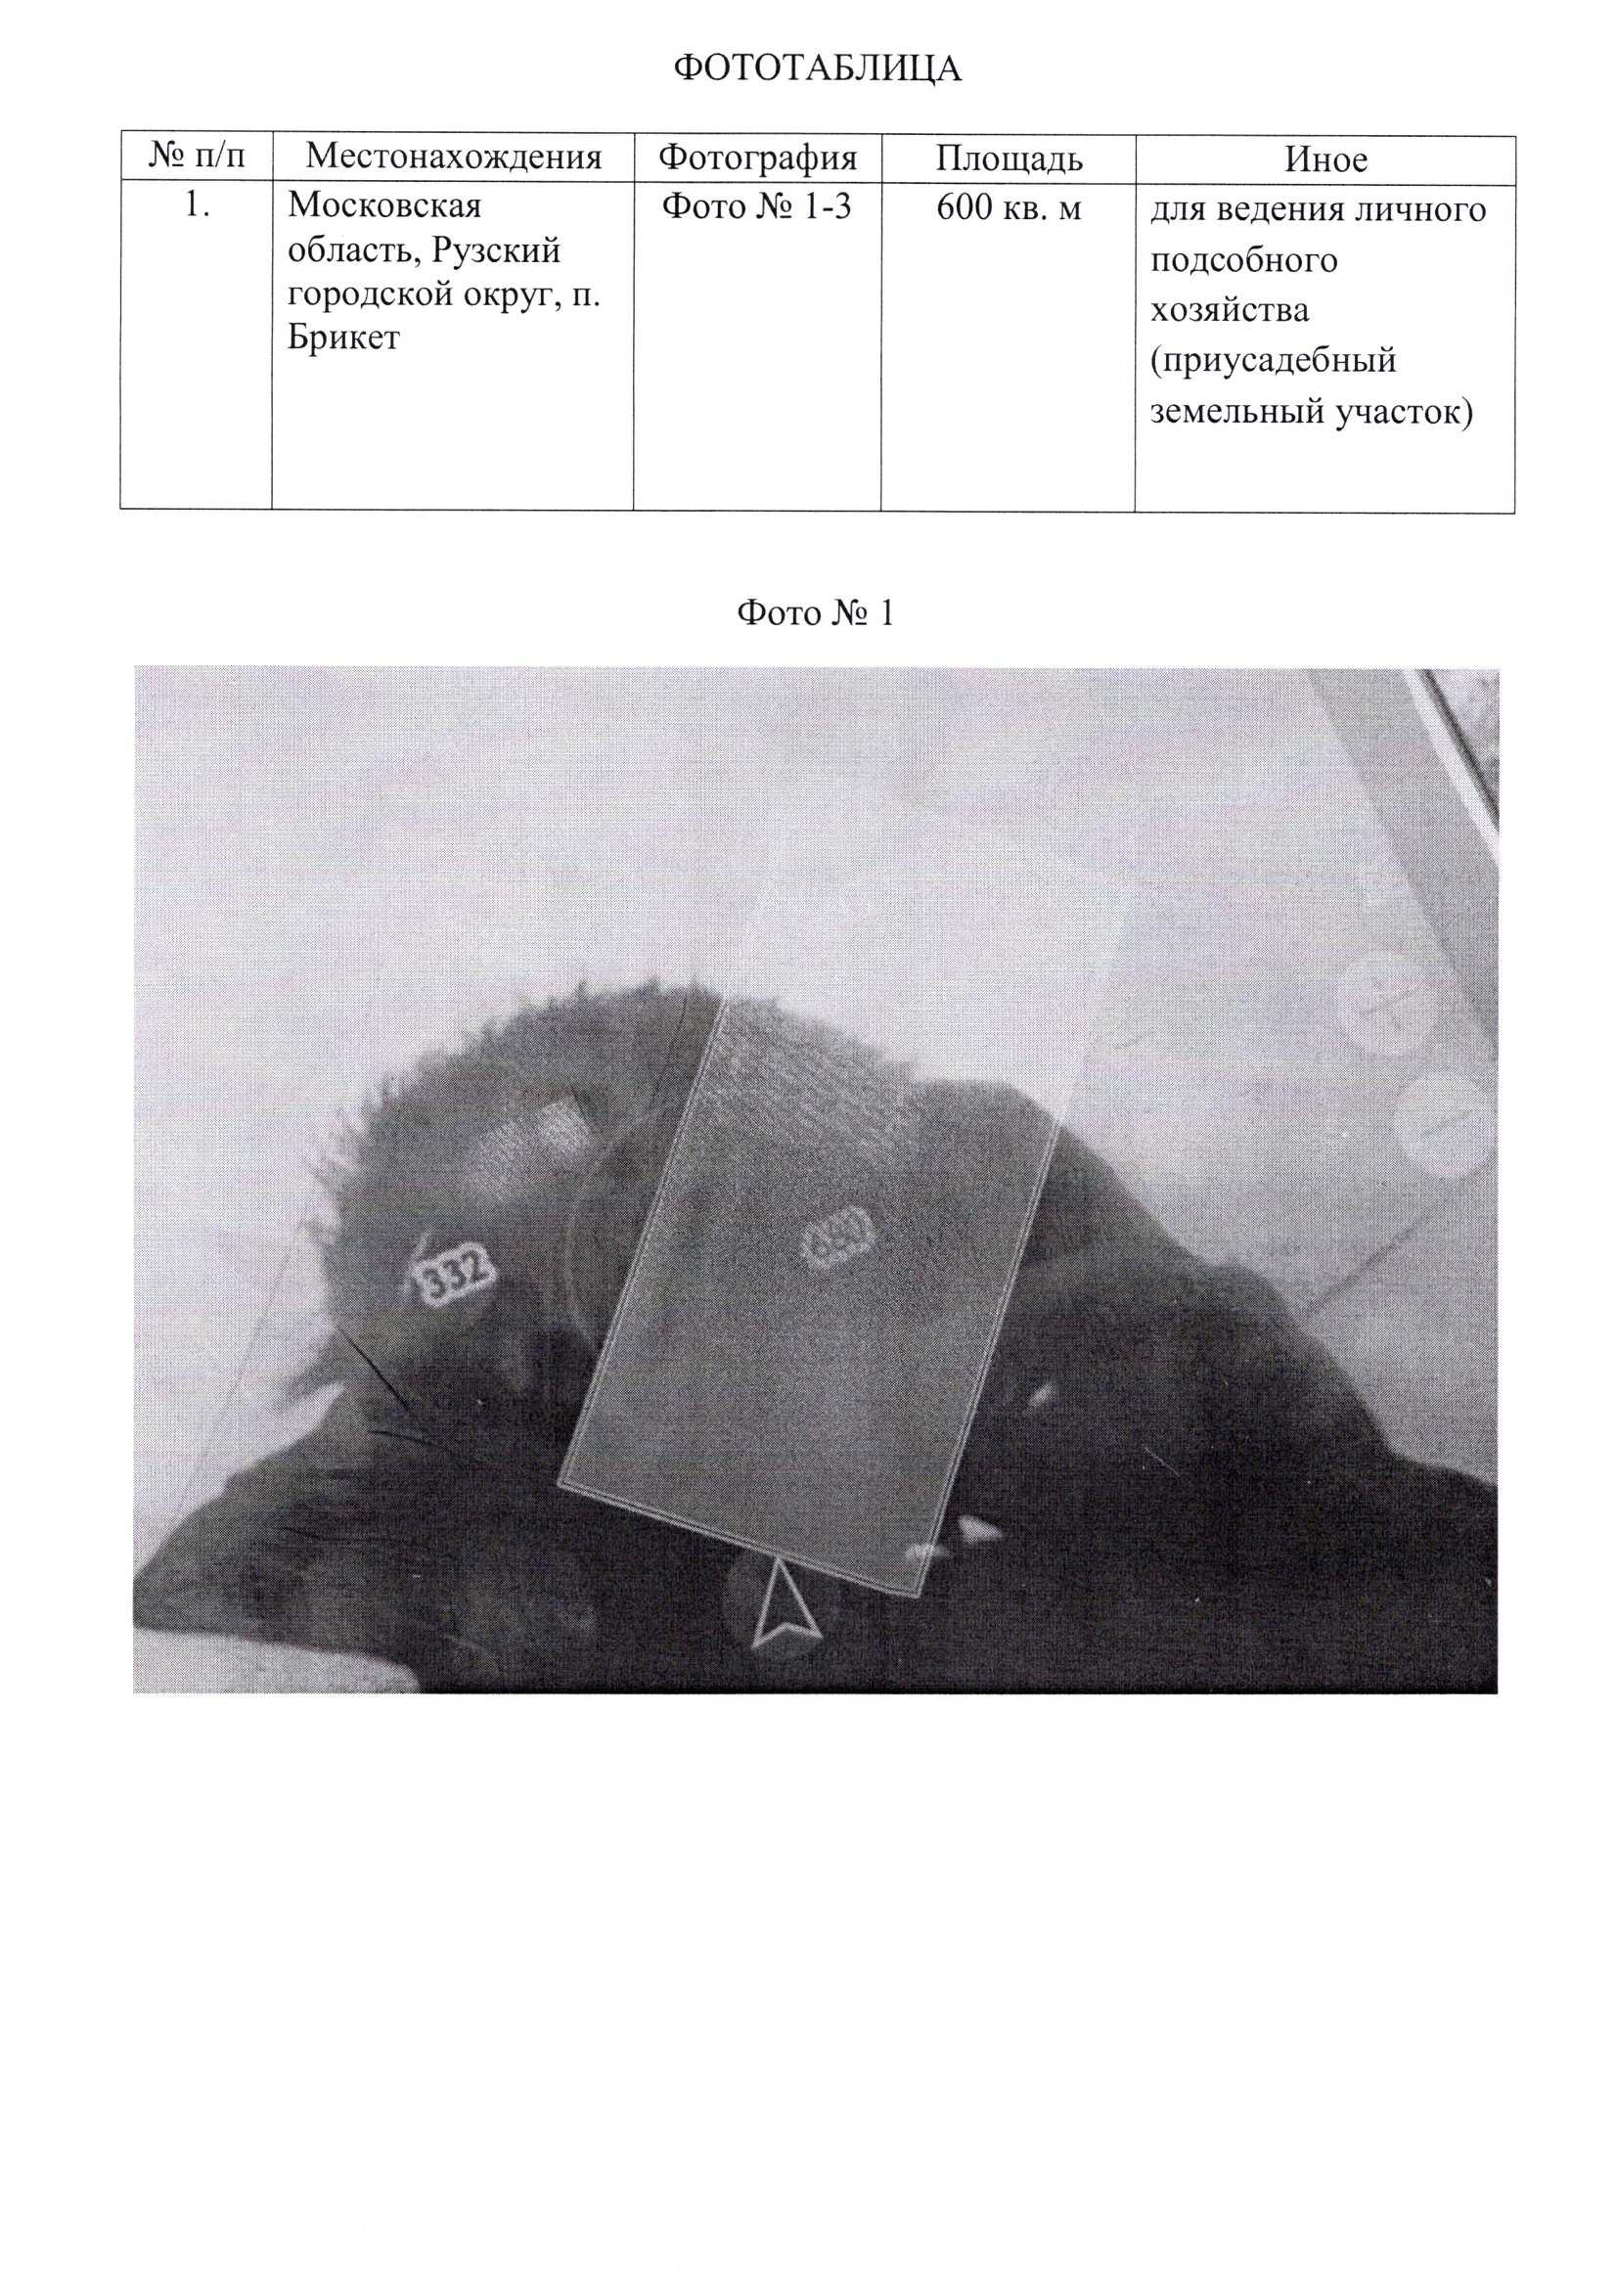 ФОТОТАБЛИЦА
№ п/п Местонахождения Фотография Площадь Иное
1. Московская область, Рузский городской округ, п. Брикет Фото № 1-3 600 кв. м для ведения личного подсобного хозяйства (приусадебный земельный участок)
Фото № 1
332